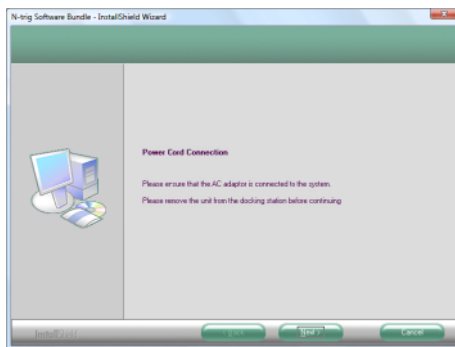 N-trig Software Bundle - InstallShield Wizard
Power Cord Connection
Please ensure that the AC adaptor is connected to the system.
Please remove the unit from the docking station before continuing
InstallShield
Next >
Cancel